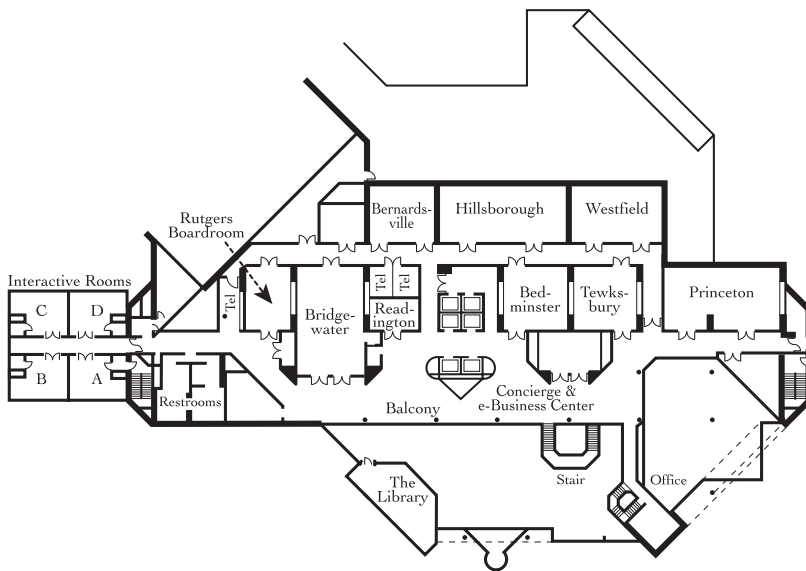 Bernards-
ville
Hillsborough
Westfield
Rutgers
Boardroom
Interactive Rooms
C
D
B
A
Tel
Tel
Tel
Bridge-
water
Read-
ington
Bed-
minster
Tewks-
bury
Princeton
Restrooms
Balcony
Concierge &
e-Business Center
Stair
Office
The
Library